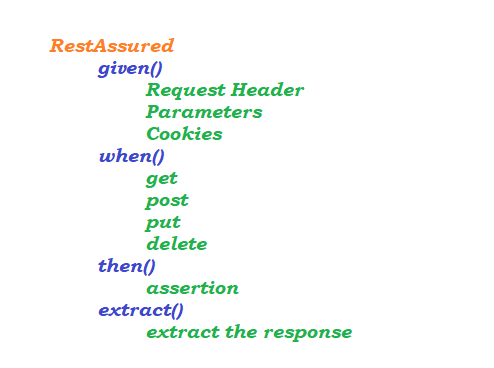 RestAssured
given()
Request Header
Parameters
Cookies
when()
get
post
put
delete
then()
assertion
extract()
extract the response